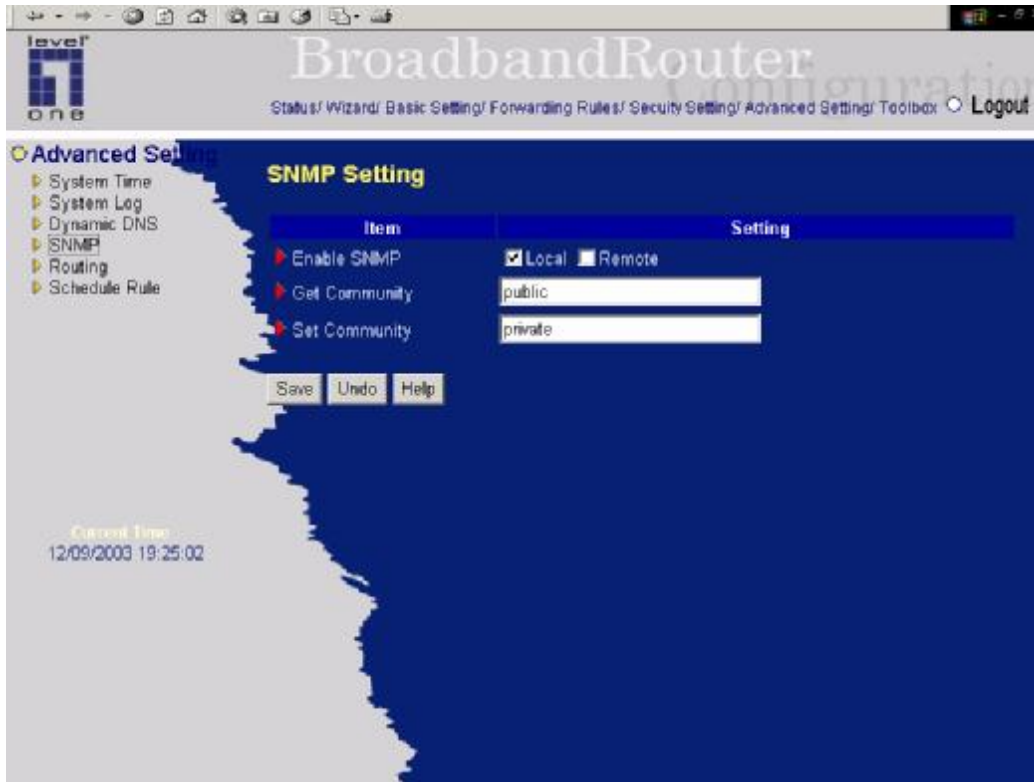 level
one
BroadbandRouter
Configuration
Status/ Wizard/ Basic Setting/ Forwarding Rules/ Secuity Setting/ Advanced Setting/ Toolbox Logout
Advanced Setting
System Time
System Log
Dynamic DNS
SNMP
Routing
Schedule Rule
Current Time
12/09/2003 19:25:02
SNMP Setting
Item Setting
Enable SNMP Local Remote
Get Community public
Set Community private
Save Undo Help